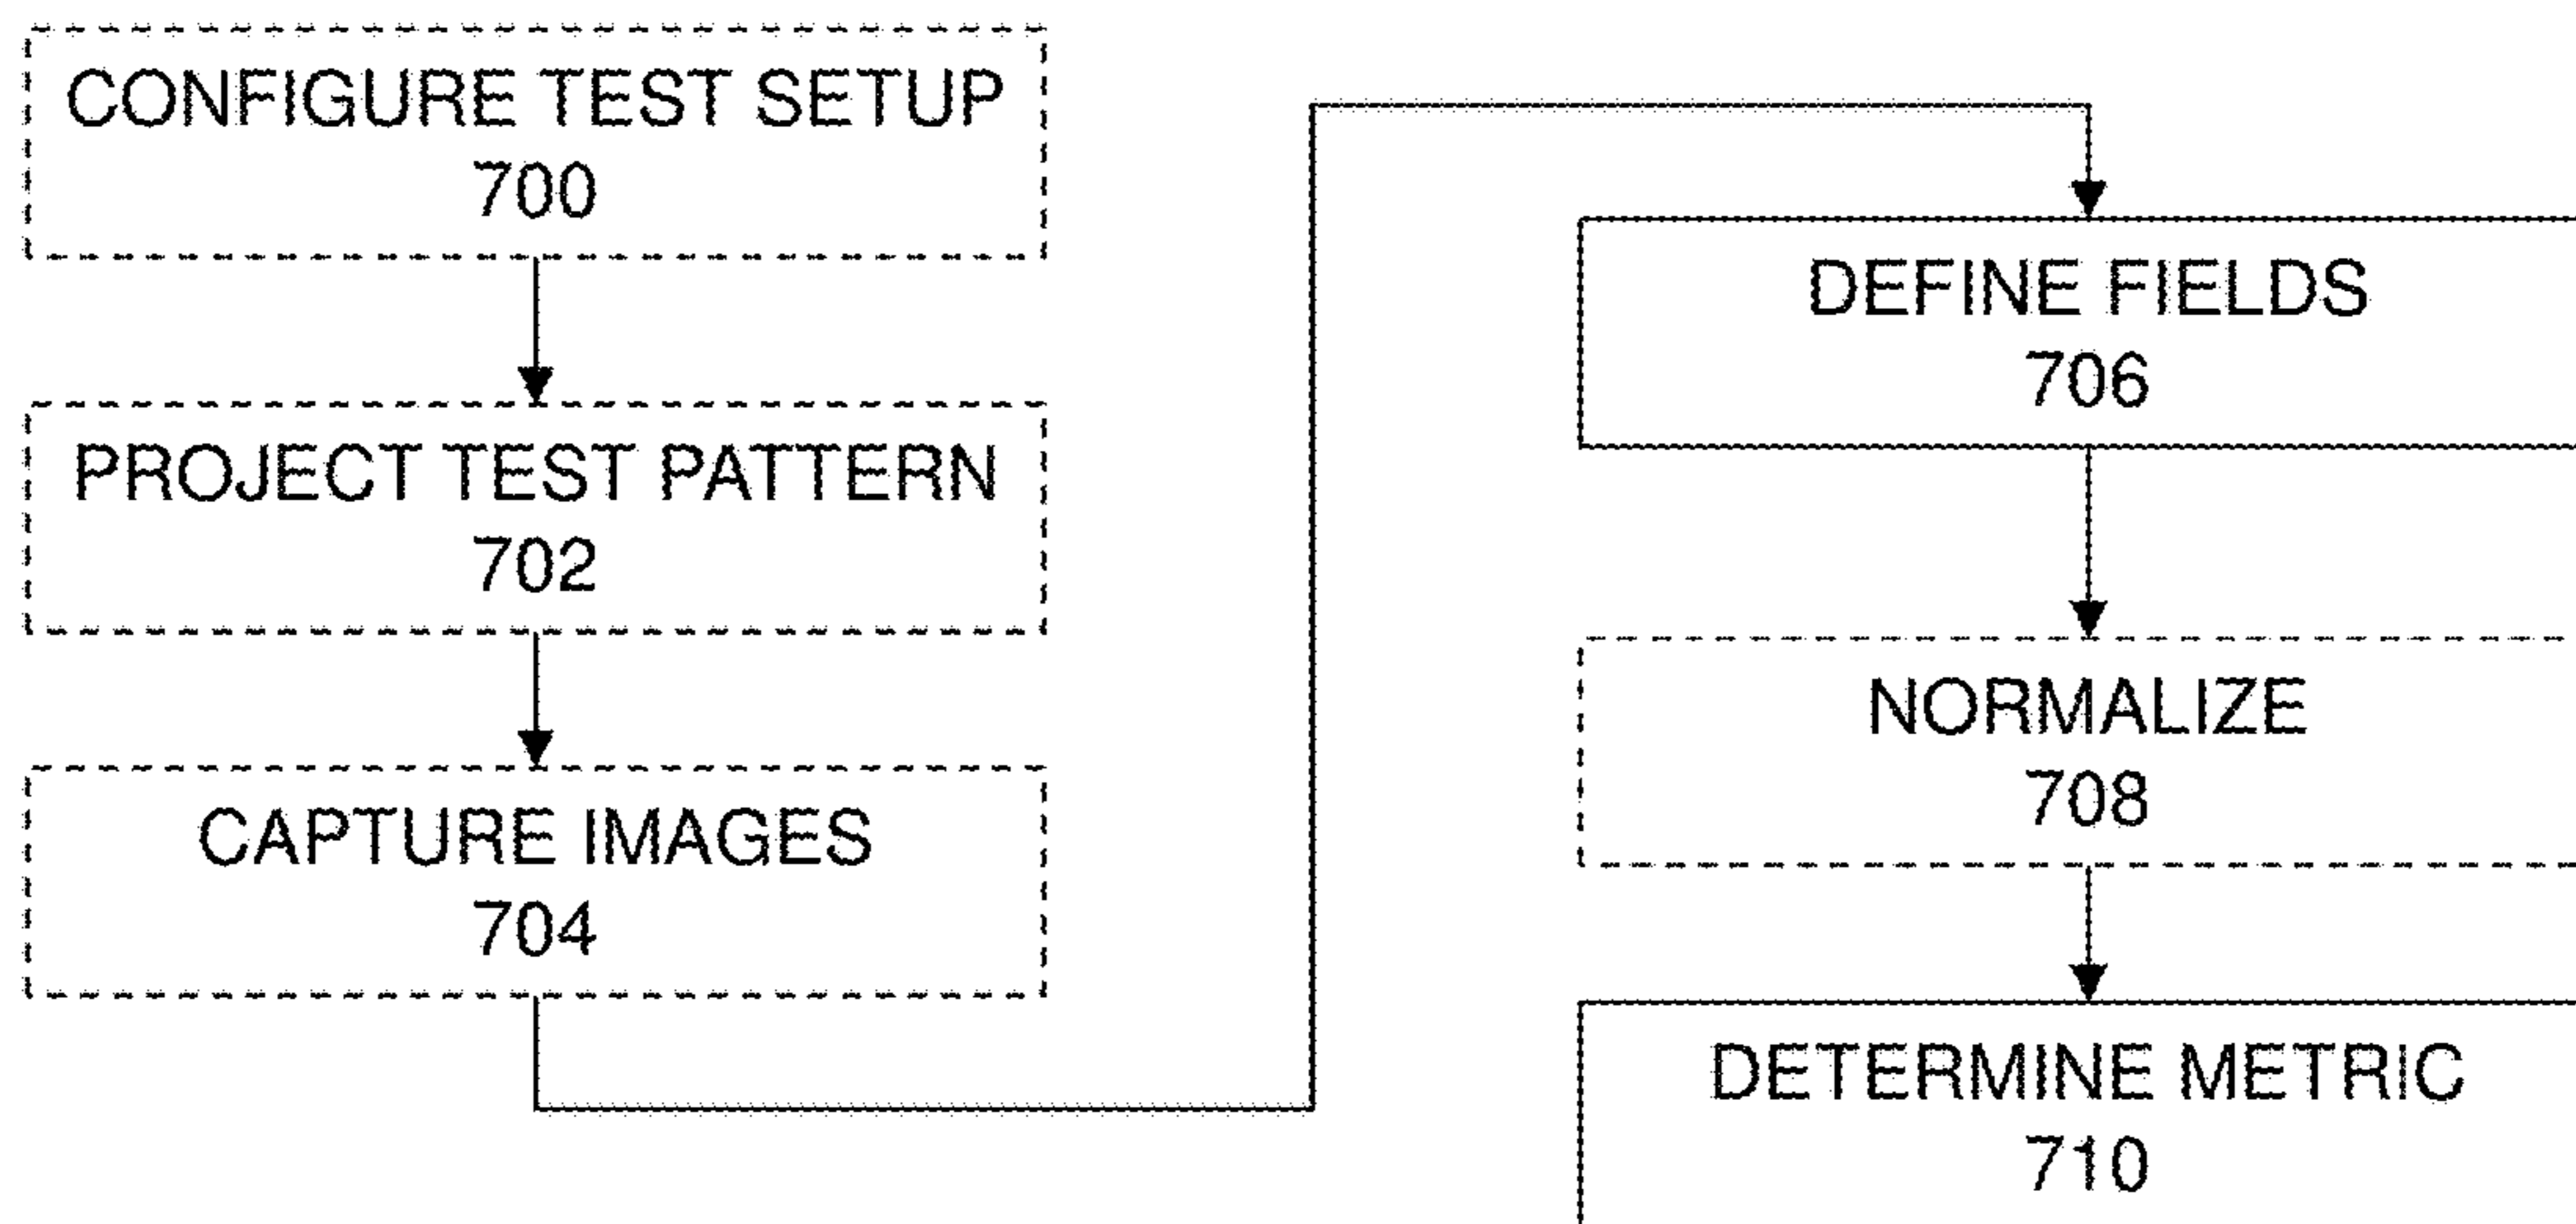 CONFIGURE TEST SETUP
700
PROJECT TEST PATTERN
702
CAPTURE IMAGES
704
DEFINE FIELDS
706
NORMALIZE
708
DETERMINE METRIC
710